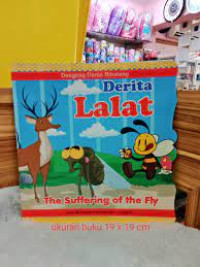 Dongeng Cerita Binatang
Derita
Lalat
The Suffering of the Fly
ukuran buku 19 x 19 cm